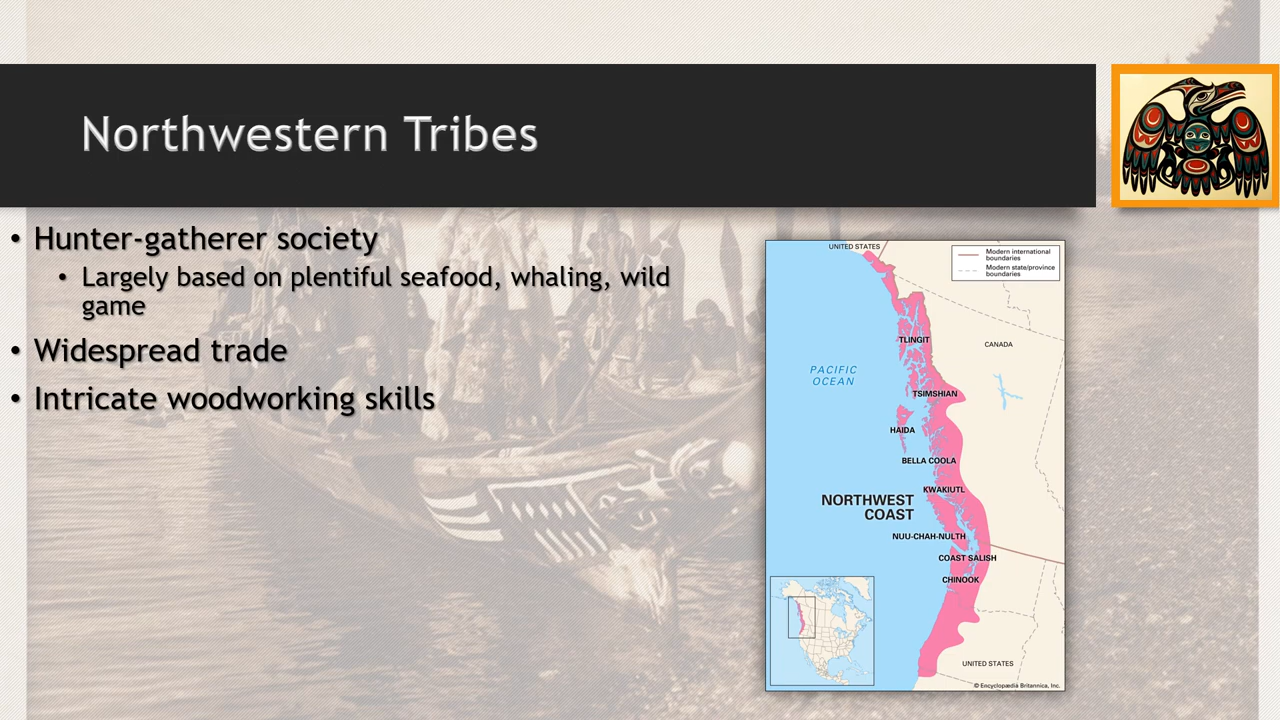 Northwestern Tribes
• Hunter-gatherer society
• Largely based on plentiful seafood, whaling, wild
game
• Widespread trade
• Intricate woodworking skills
UNITED STATES
Modern international
boundaries
Modern state/province
boundaries
TLINGIT
CANADA
PACIFIC
OCEAN
TSIMSHIAN
HAIDA
BELLA COOLA
KWAKIUTL
NORTHWEST
COAST
NUU-CHAH-NULTH
COAST SALISH
CHINOOK
UNITED STATES
© Encyclopædia Britannica, Inc.